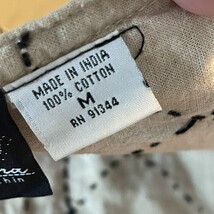 MADE IN INDIA
100% COTTON
M
RN 91344